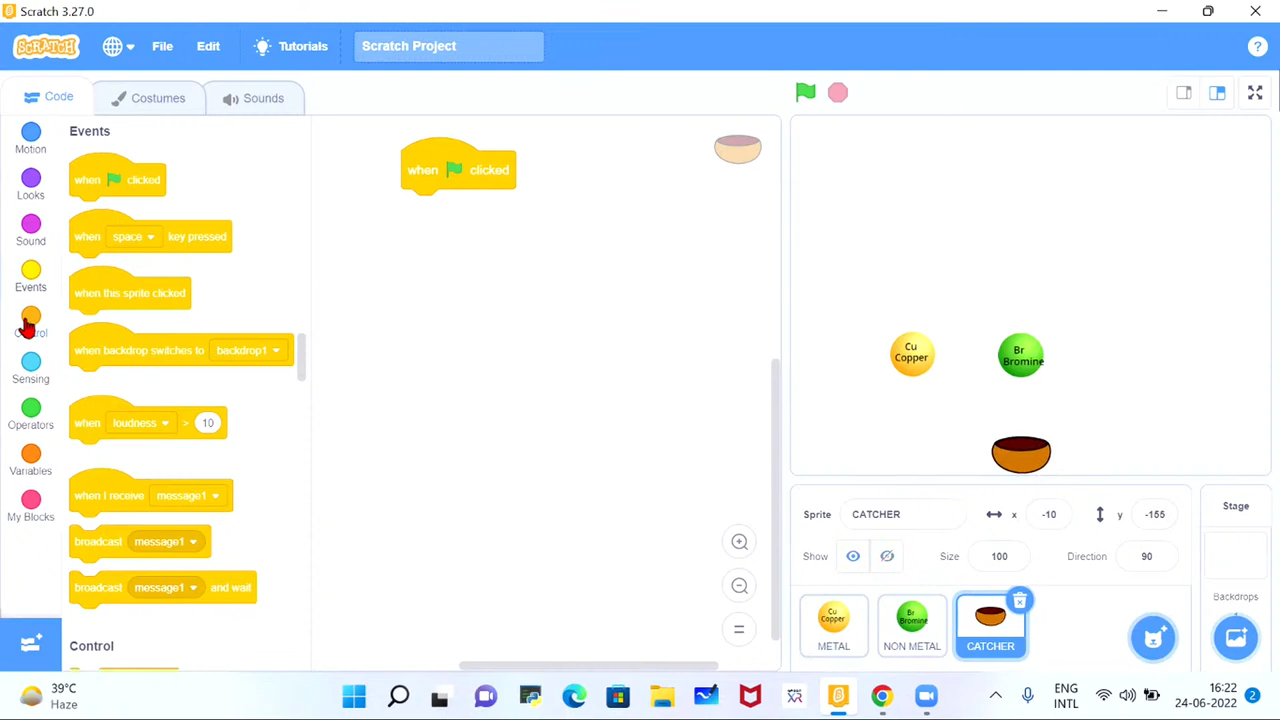 Scratch 3.27.0
SCRATCH
File
Edit
Tutorials
Scratch Project
?
Code
Costumes
Sounds
Motion
Looks
Sound
Events
Control
Sensing
Operators
Variables
My Blocks
Events
when clicked
when space key pressed
when this sprite clicked
when backdrop switches to backdrop1
when loudness > 10
when I receive message1
broadcast message1
broadcast message1 and wait
Control
when clicked
Cu
Copper
Br
Bromine
Sprite
CATCHER
x
-10
y
-155
Show
Size
100
Direction
90
Cu
Copper
METAL
Br
Bromine
NON METAL
CATCHER
Stage
Backdrops
39°C
Haze
ENG
INTL
16:22
24-06-2022
2